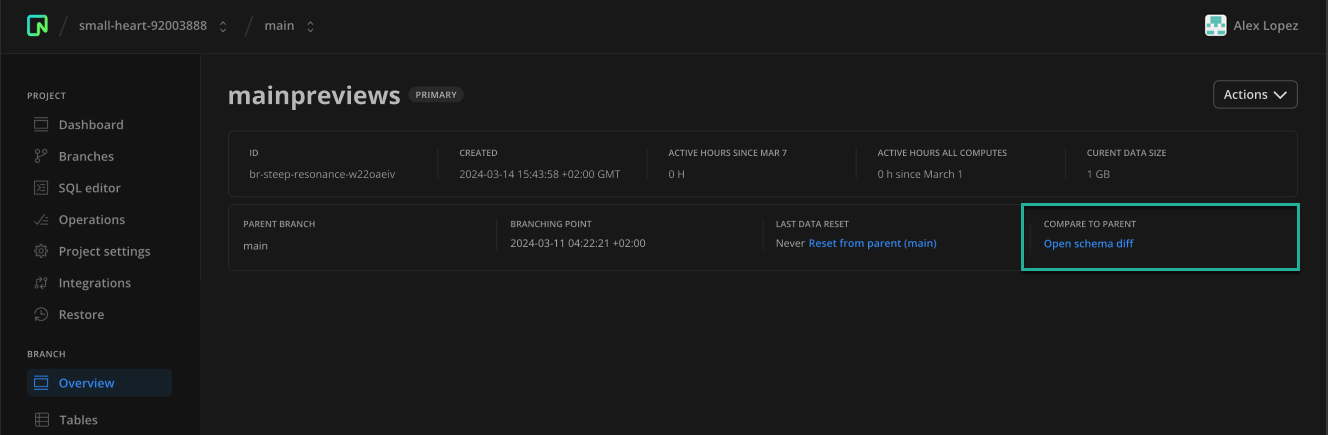 small-heart-92003888 main Alex Lopez
PROJECT
Dashboard
Branches
SQL editor
Operations
Project settings
Integrations
Restore
BRANCH
Overview
Tables
mainpreviews PRIMARY Actions
ID CREATED ACTIVE HOURS SINCE MAR 7 ACTIVE HOURS ALL COMPUTES CURENT DATA SIZE
br-steep-resonance-w22oaeiv 2024-03-14 15:43:58 +02:00 GMT 0 H 0 h since March 1 1 GB
PARENT BRANCH BRANCHING POINT LAST DATA RESET COMPARE TO PARENT
main 2024-03-11 04:22:21 +02:00 Never Reset from parent (main) Open schema diff